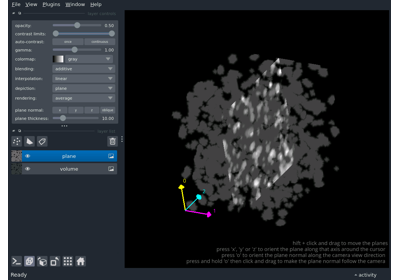 File View Plugins Window Help
opacity: 0.50
contrast limits:
auto-contrast: once continuous
gamma: 1.00
colormap: gray
blending: additive
interpolation: linear
depiction: plane
rendering: average
plane normal: x y z oblique
plane thickness: 10.00
plane
volume
shift + click and drag to move the planes
press 'x', 'y' or 'z' to orient the plane along that axis around the cursor
press 'o' to orient the plane normal along the camera view direction
press and hold 'o' then click and drag to make the plane normal follow the camera
Ready
activity